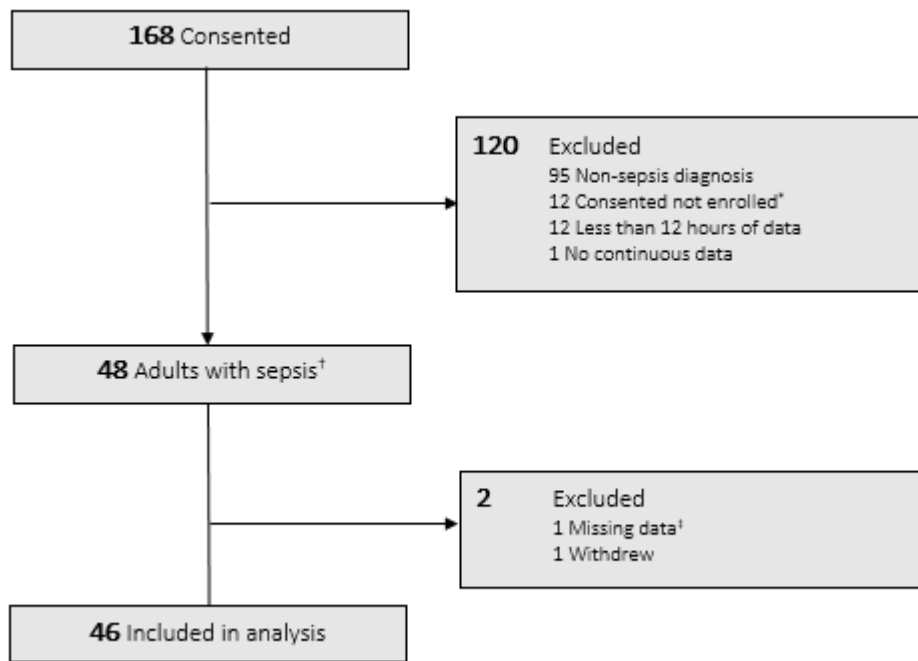 168 Consented
120 Excluded
95 Non-sepsis diagnosis
12 Consented not enrolled*
12 Less than 12 hours of data
1 No continuous data
48 Adults with sepsis†
2 Excluded
1 Missing data‡
1 Withdrew
46 Included in analysis